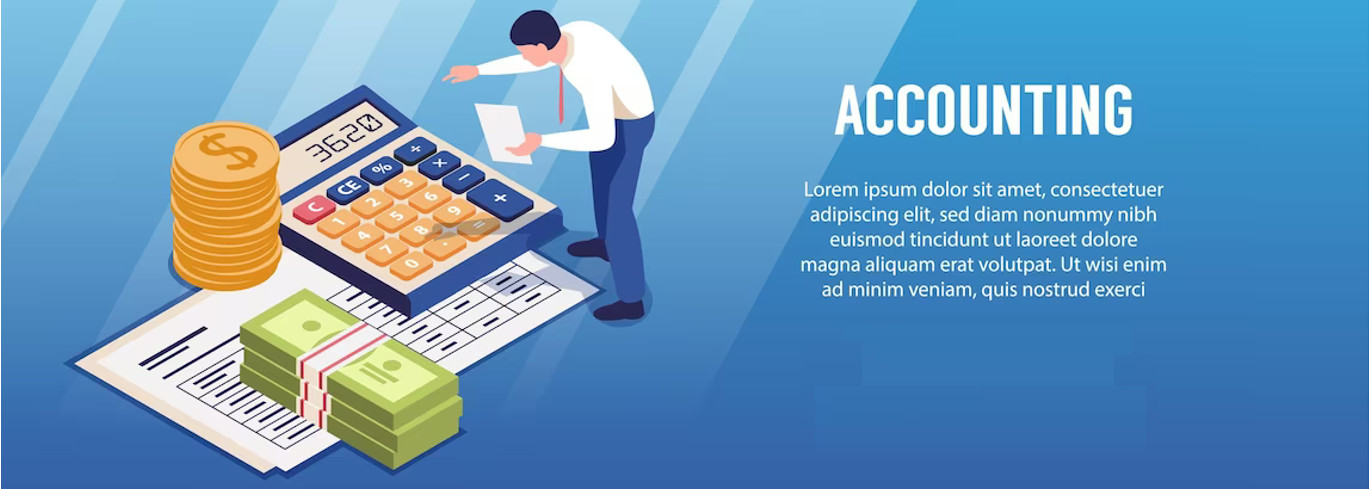 ACCOUNTING
Lorem ipsum dolor sit amet, consectetuer
adipiscing elit, sed diam nonummy nibh
euismod tincidunt ut laoreet dolore
magna aliquam erat volutpat. Ut wisi enim
ad minim veniam, quis nostrud exerci
$
3620
C CE % ÷
1 2 3 ×
4 5 6 −
7 8 9 +
0 . =